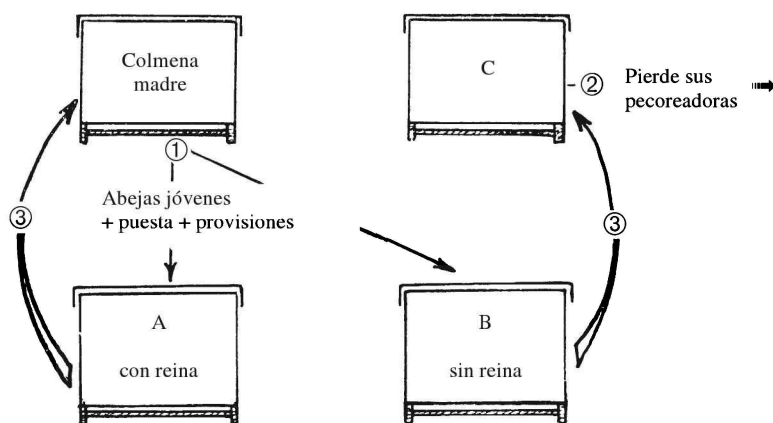 Colmena
madre
C
② Pierde sus
pecoreadoras
①
Abejas jóvenes
+ puesta + provisiones
③
③
A
con reina
B
sin reina